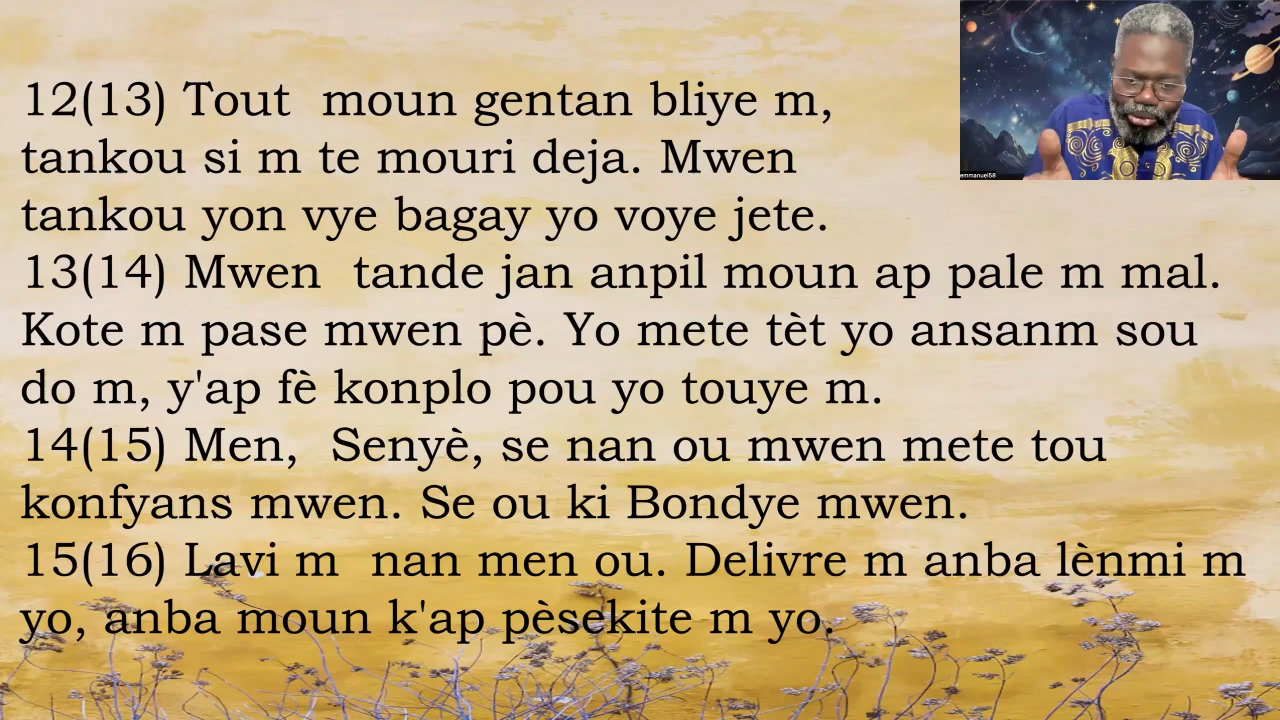 12(13) Tout  moun gentan bliye m,
tankou si m te mouri deja. Mwen
tankou yon vye bagay yo voye jete.
13(14) Mwen  tande jan anpil moun ap pale m mal.
Kote m pase mwen pè. Yo mete tèt yo ansanm sou
do m, y'ap fè konplo pou yo touye m.
14(15) Men,  Senyè, se nan ou mwen mete tou
konfyans mwen. Se ou ki Bondye mwen.
15(16) Lavi m  nan men ou. Delivre m anba lènmi m
yo, anba moun k'ap pèsekite m yo.
emmanuel58